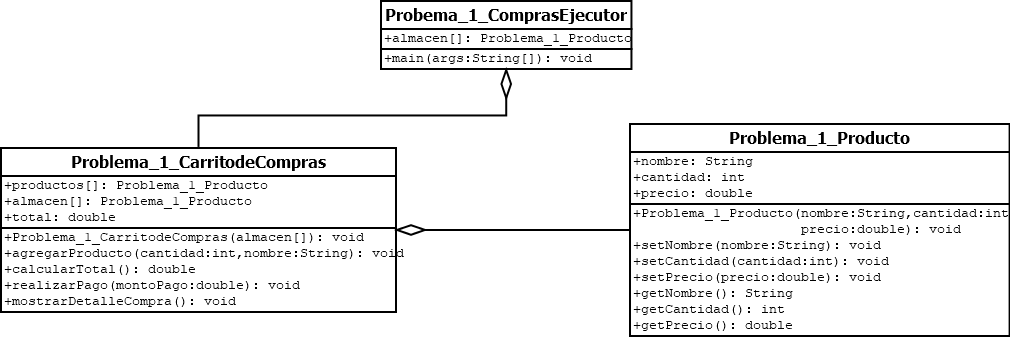 Probema_1_ComprasEjecutor
+almacen[]: Problema_1_Producto
+main(args:String[]): void
Problema_1_CarritodeCompras
+productos[]: Problema_1_Producto
+almacen[]: Problema_1_Producto
+total: double
+Problema_1_CarritodeCompras(almacen[]): void
+agregarProducto(cantidad:int,nombre:String): void
+calcularTotal(): double
+realizarPago(montoPago:double): void
+mostrarDetalleCompra(): void
Problema_1_Producto
+nombre: String
+cantidad: int
+precio: double
+Problema_1_Producto(nombre:String,cantidad:int
precio:double): void
+setNombre(nombre:String): void
+setCantidad(cantidad:int): void
+setPrecio(precio:double): void
+getNombre(): String
+getCantidad(): int
+getPrecio(): double